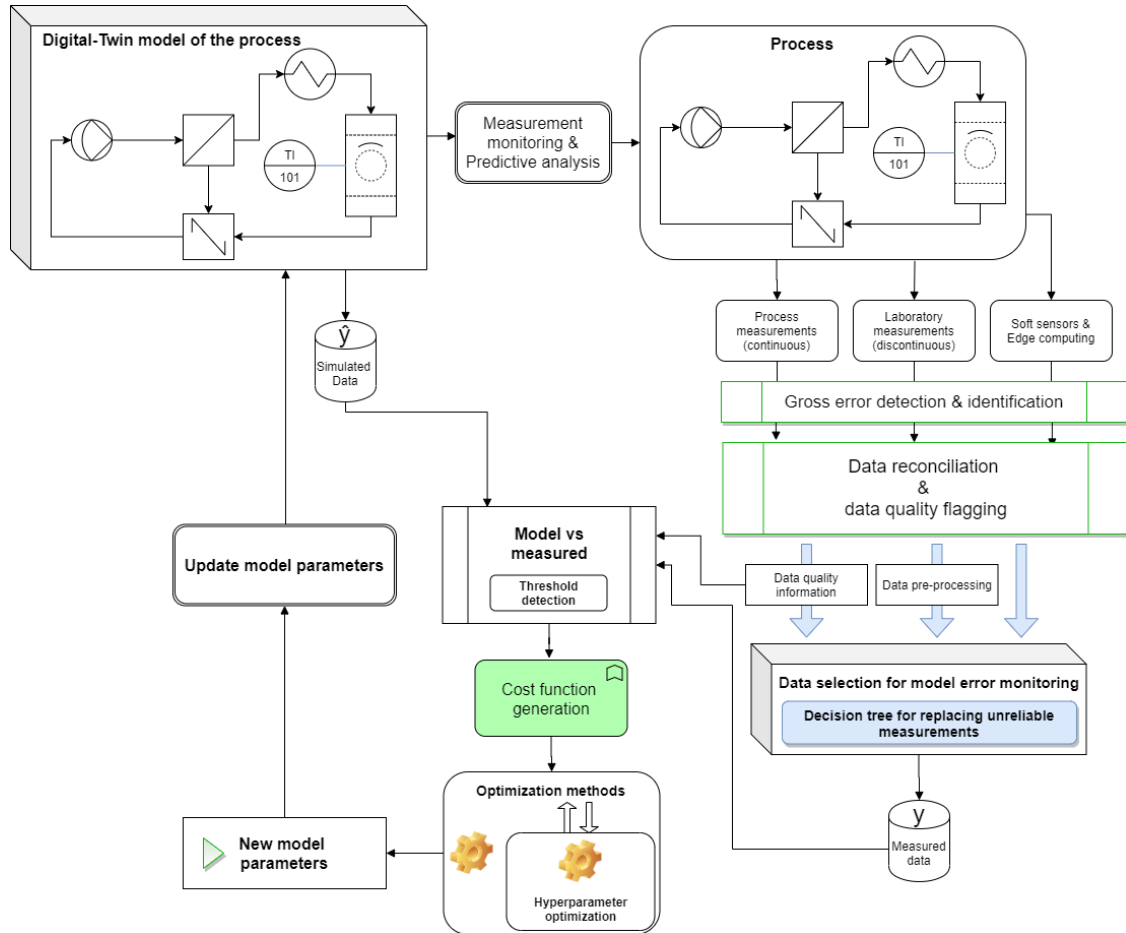 Digital-Twin model of the process
TI
101
Measurement
monitoring &
Predictive analysis
Process
TI
101
Process
measurements
(continuous)
Laboratory
measurements
(discontinuous)
Soft sensors &
Edge computing
ŷ
Simulated
Data
Gross error detection & identification
Data reconciliation
&
data quality flagging
Model vs
measured
Threshold
detection
Update model parameters
Data quality
information
Data pre-processing
Data selection for model error monitoring
Decision tree for replacing unreliable
measurements
Cost function
generation
Optimization methods
Hyperparameter
optimization
New model
parameters
y
Measured
data